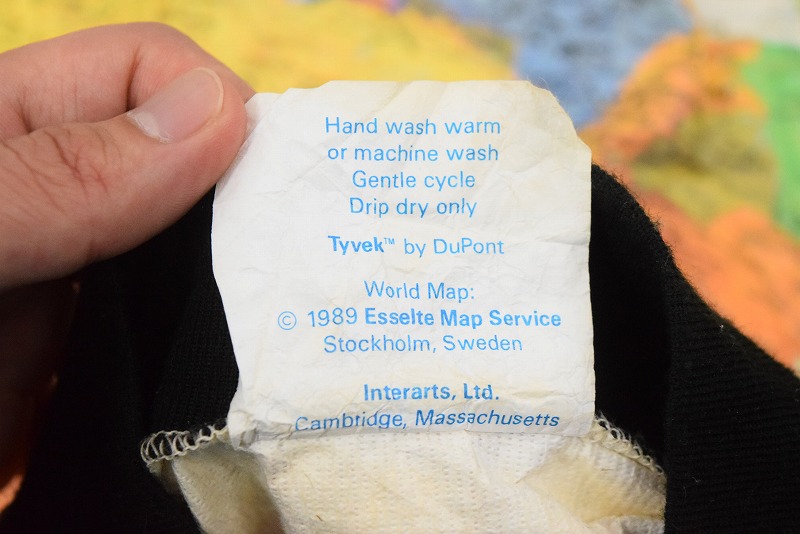 Hand wash warm
or machine wash
Gentle cycle
Drip dry only
Tyvek™ by DuPont
World Map:
© 1989 Esselte Map Service
Stockholm, Sweden
Interarts, Ltd.
Cambridge, Massachusetts